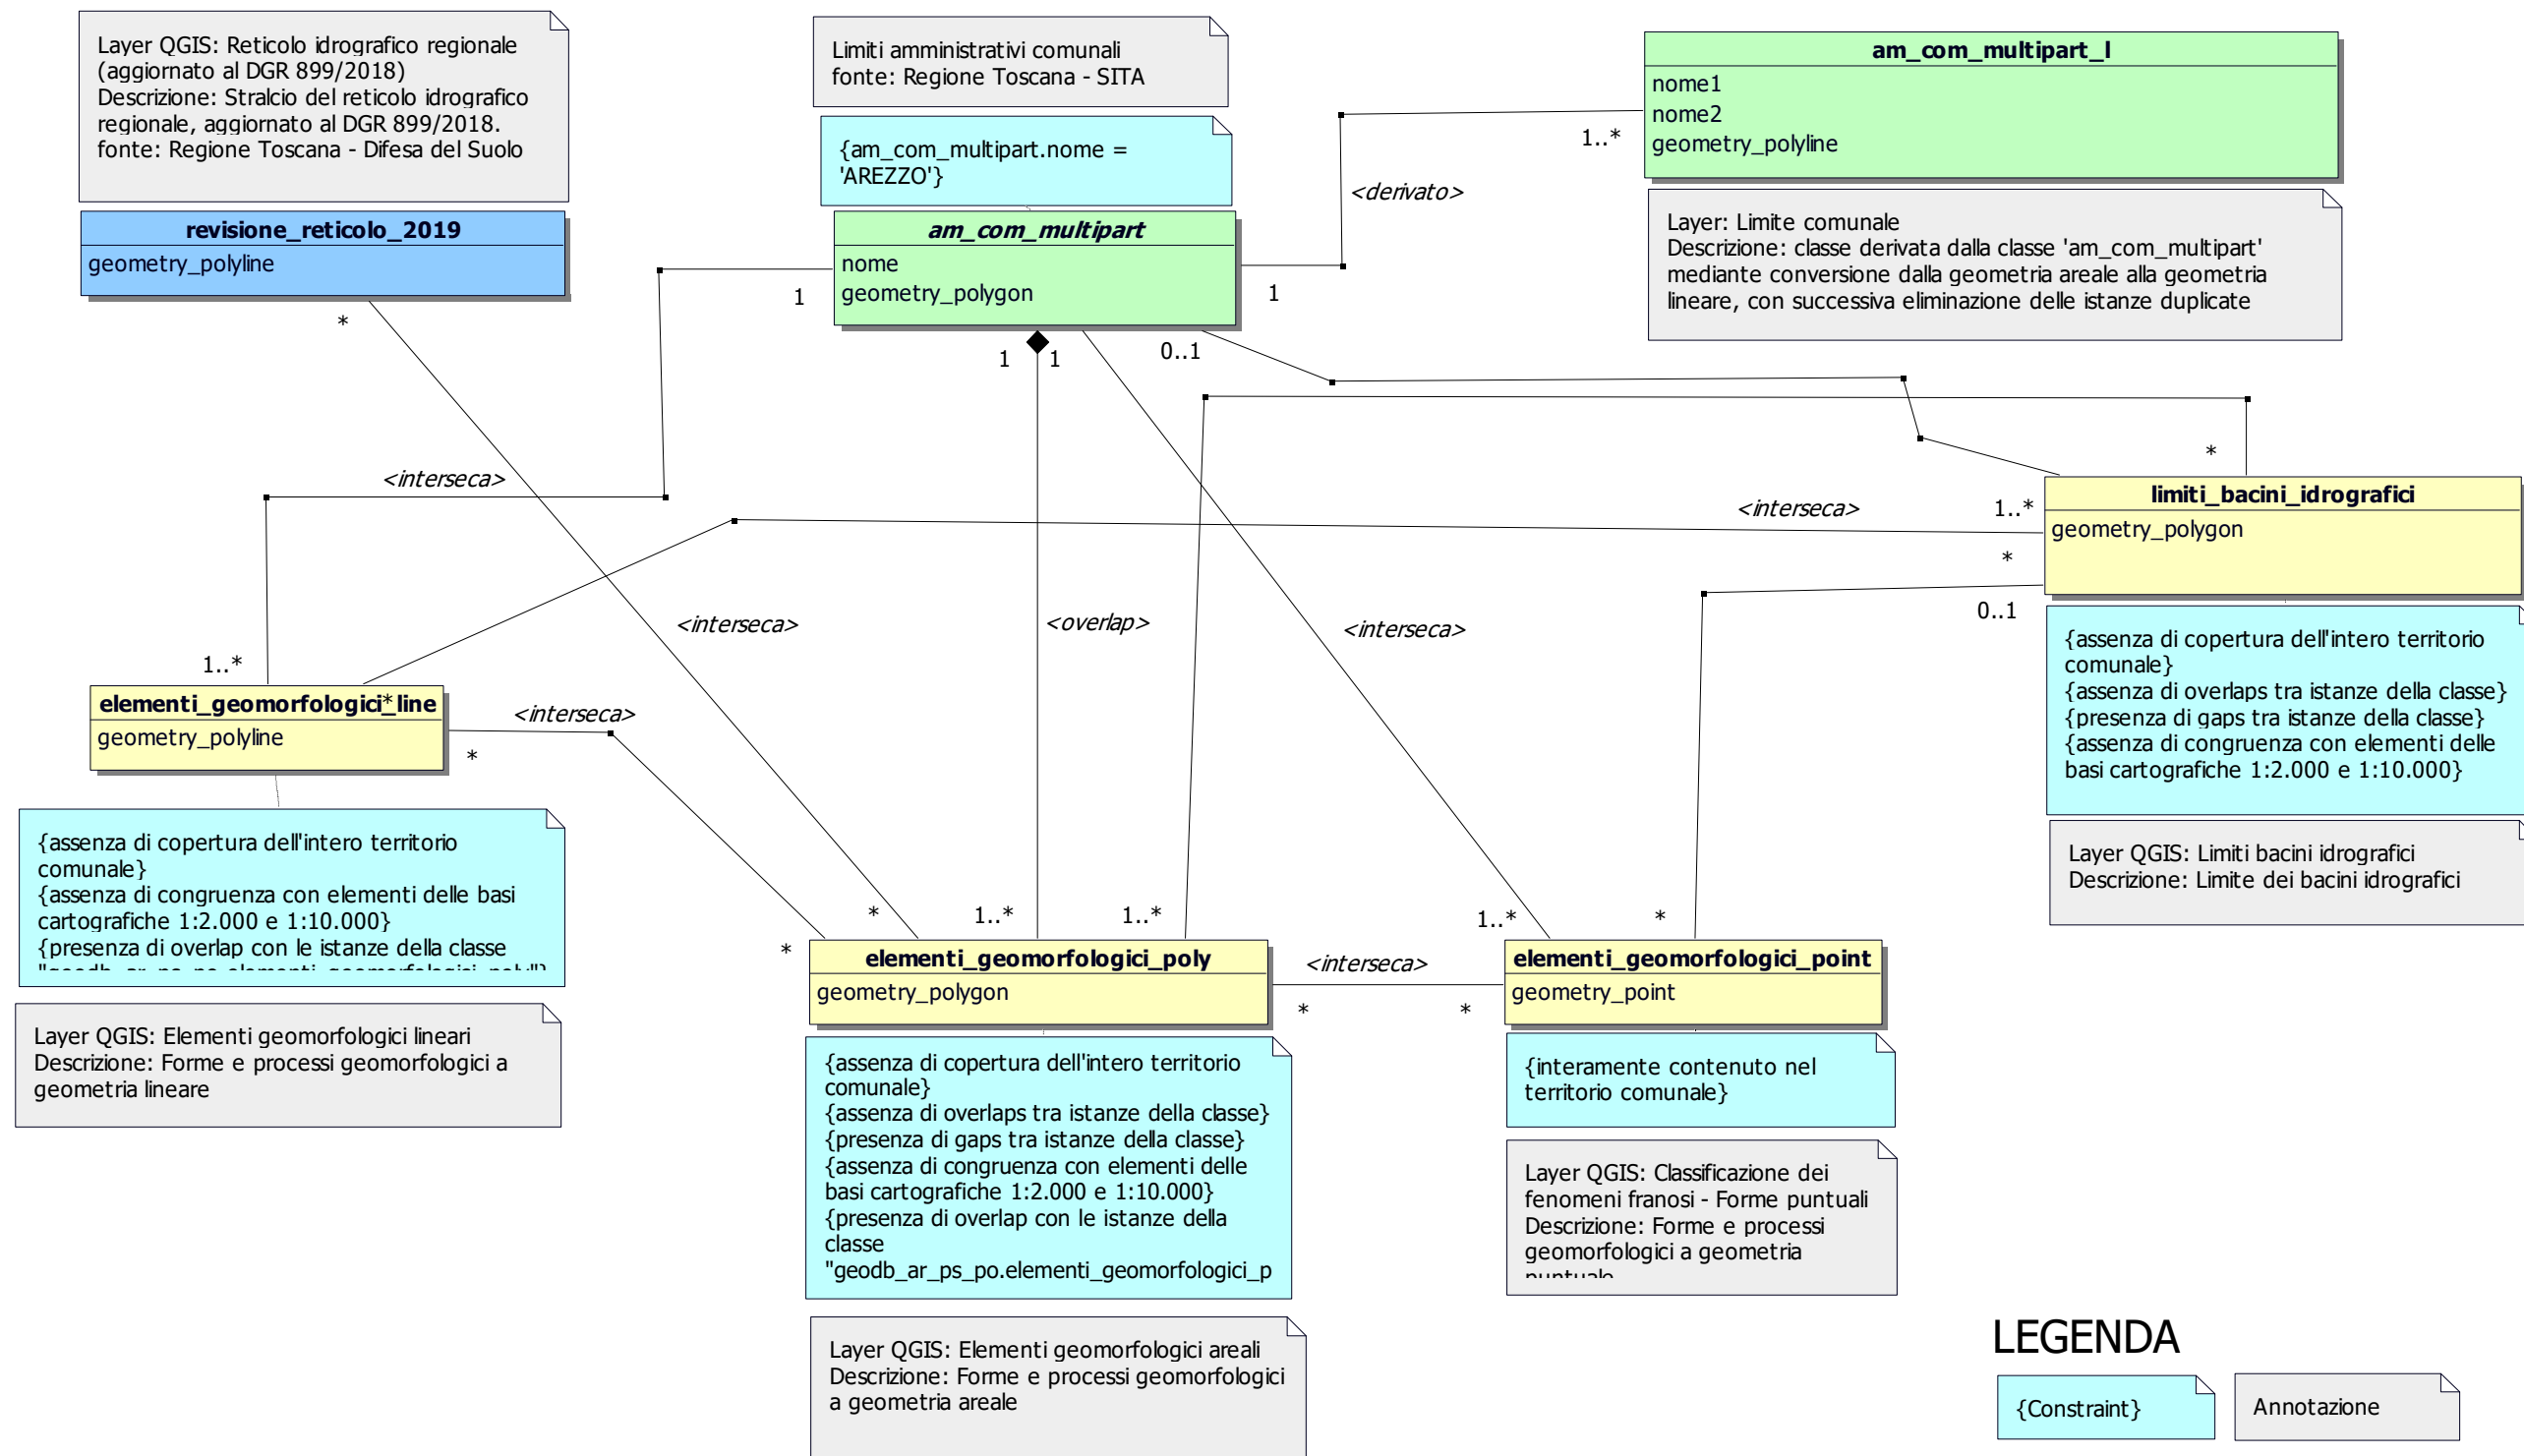 Layer QGIS: Reticolo idrografico regionale
(aggiornato al DGR 899/2018)
Descrizione: Stralcio del reticolo idrografico
regionale, aggiornato al DGR 899/2018.
fonte: Regione Toscana - Difesa del Suolo
Limiti amministrativi comunali
fonte: Regione Toscana - SITA
{am_com_multipart.nome =
'AREZZO'}
am_com_multipart_l
nome1
nome2
geometry_polyline
1..*
<derivato>
Layer: Limite comunale
Descrizione: classe derivata dalla classe 'am_com_multipart'
mediante conversione dalla geometria areale alla geometria
lineare, con successiva eliminazione delle istanze duplicate
revisione_reticolo_2019
geometry_polyline
*
am_com_multipart
nome
geometry_polygon
1
1
1
1
0..1
<interseca>
*
<interseca>
1..*
limiti_bacini_idrografici
geometry_polygon
*
0..1
<interseca>
<overlap>
<interseca>
{assenza di copertura dell'intero territorio
comunale}
{assenza di overlaps tra istanze della classe}
{presenza di gaps tra istanze della classe}
{assenza di congruenza con elementi delle
basi cartografiche 1:2.000 e 1:10.000}
Layer QGIS: Limiti bacini idrografici
Descrizione: Limite dei bacini idrografici
1..*
elementi_geomorfologici*_line
geometry_polyline
<interseca>
*
{assenza di copertura dell'intero territorio
comunale}
{assenza di congruenza con elementi delle basi
cartografiche 1:2.000 e 1:10.000}
{presenza di overlap con le istanze della classe
"geodb_ar_ps_po.elementi_geomorfologici_poly"}
Layer QGIS: Elementi geomorfologici lineari
Descrizione: Forme e processi geomorfologici a
geometria lineare
*
*
1..*
1..*
1..*
*
elementi_geomorfologici_poly
geometry_polygon
<interseca>
*
*
elementi_geomorfologici_point
geometry_point
{assenza di copertura dell'intero territorio
comunale}
{assenza di overlaps tra istanze della classe}
{presenza di gaps tra istanze della classe}
{assenza di congruenza con elementi delle
basi cartografiche 1:2.000 e 1:10.000}
{presenza di overlap con le istanze della
classe
"geodb_ar_ps_po.elementi_geomorfologici_p
{interamente contenuto nel
territorio comunale}
Layer QGIS: Classificazione dei
fenomeni franosi - Forme puntuali
Descrizione: Forme e processi
geomorfologici a geometria
puntuale
Layer QGIS: Elementi geomorfologici areali
Descrizione: Forme e processi geomorfologici
a geometria areale
LEGENDA
{Constraint}
Annotazione